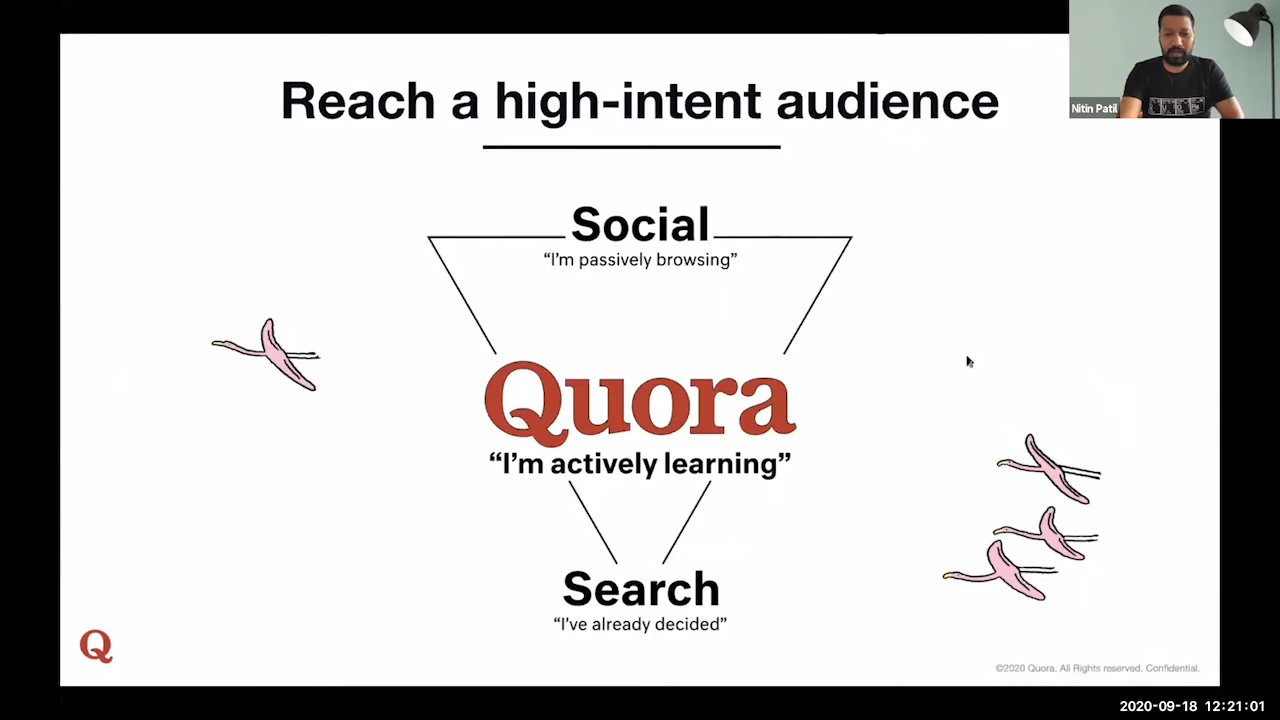 Reach a high-intent audience
Nitin Patil
Social
“I’m passively browsing”
Quora
“I’m actively learning”
Search
“I’ve already decided”
Q
©2020 Quora. All Rights reserved. Confidential.
2020-09-18 12:21:01